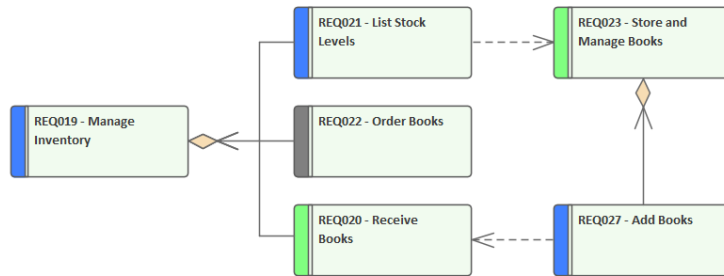 REQ021 - List Stock
Levels
REQ023 - Store and
Manage Books
REQ019 - Manage
Inventory
REQ022 - Order Books
REQ020 - Receive
Books
REQ027 - Add Books